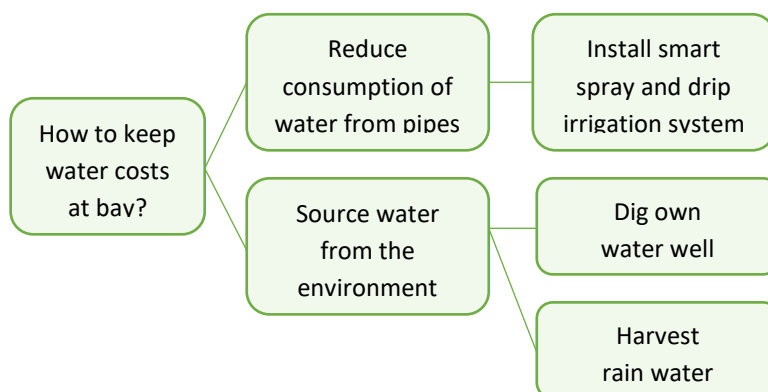 How to keep
water costs
at bay?
Reduce
consumption of
water from pipes
Install smart
spray and drip
irrigation system
Source water
from the
environment
Dig own
water well
Harvest
rain water